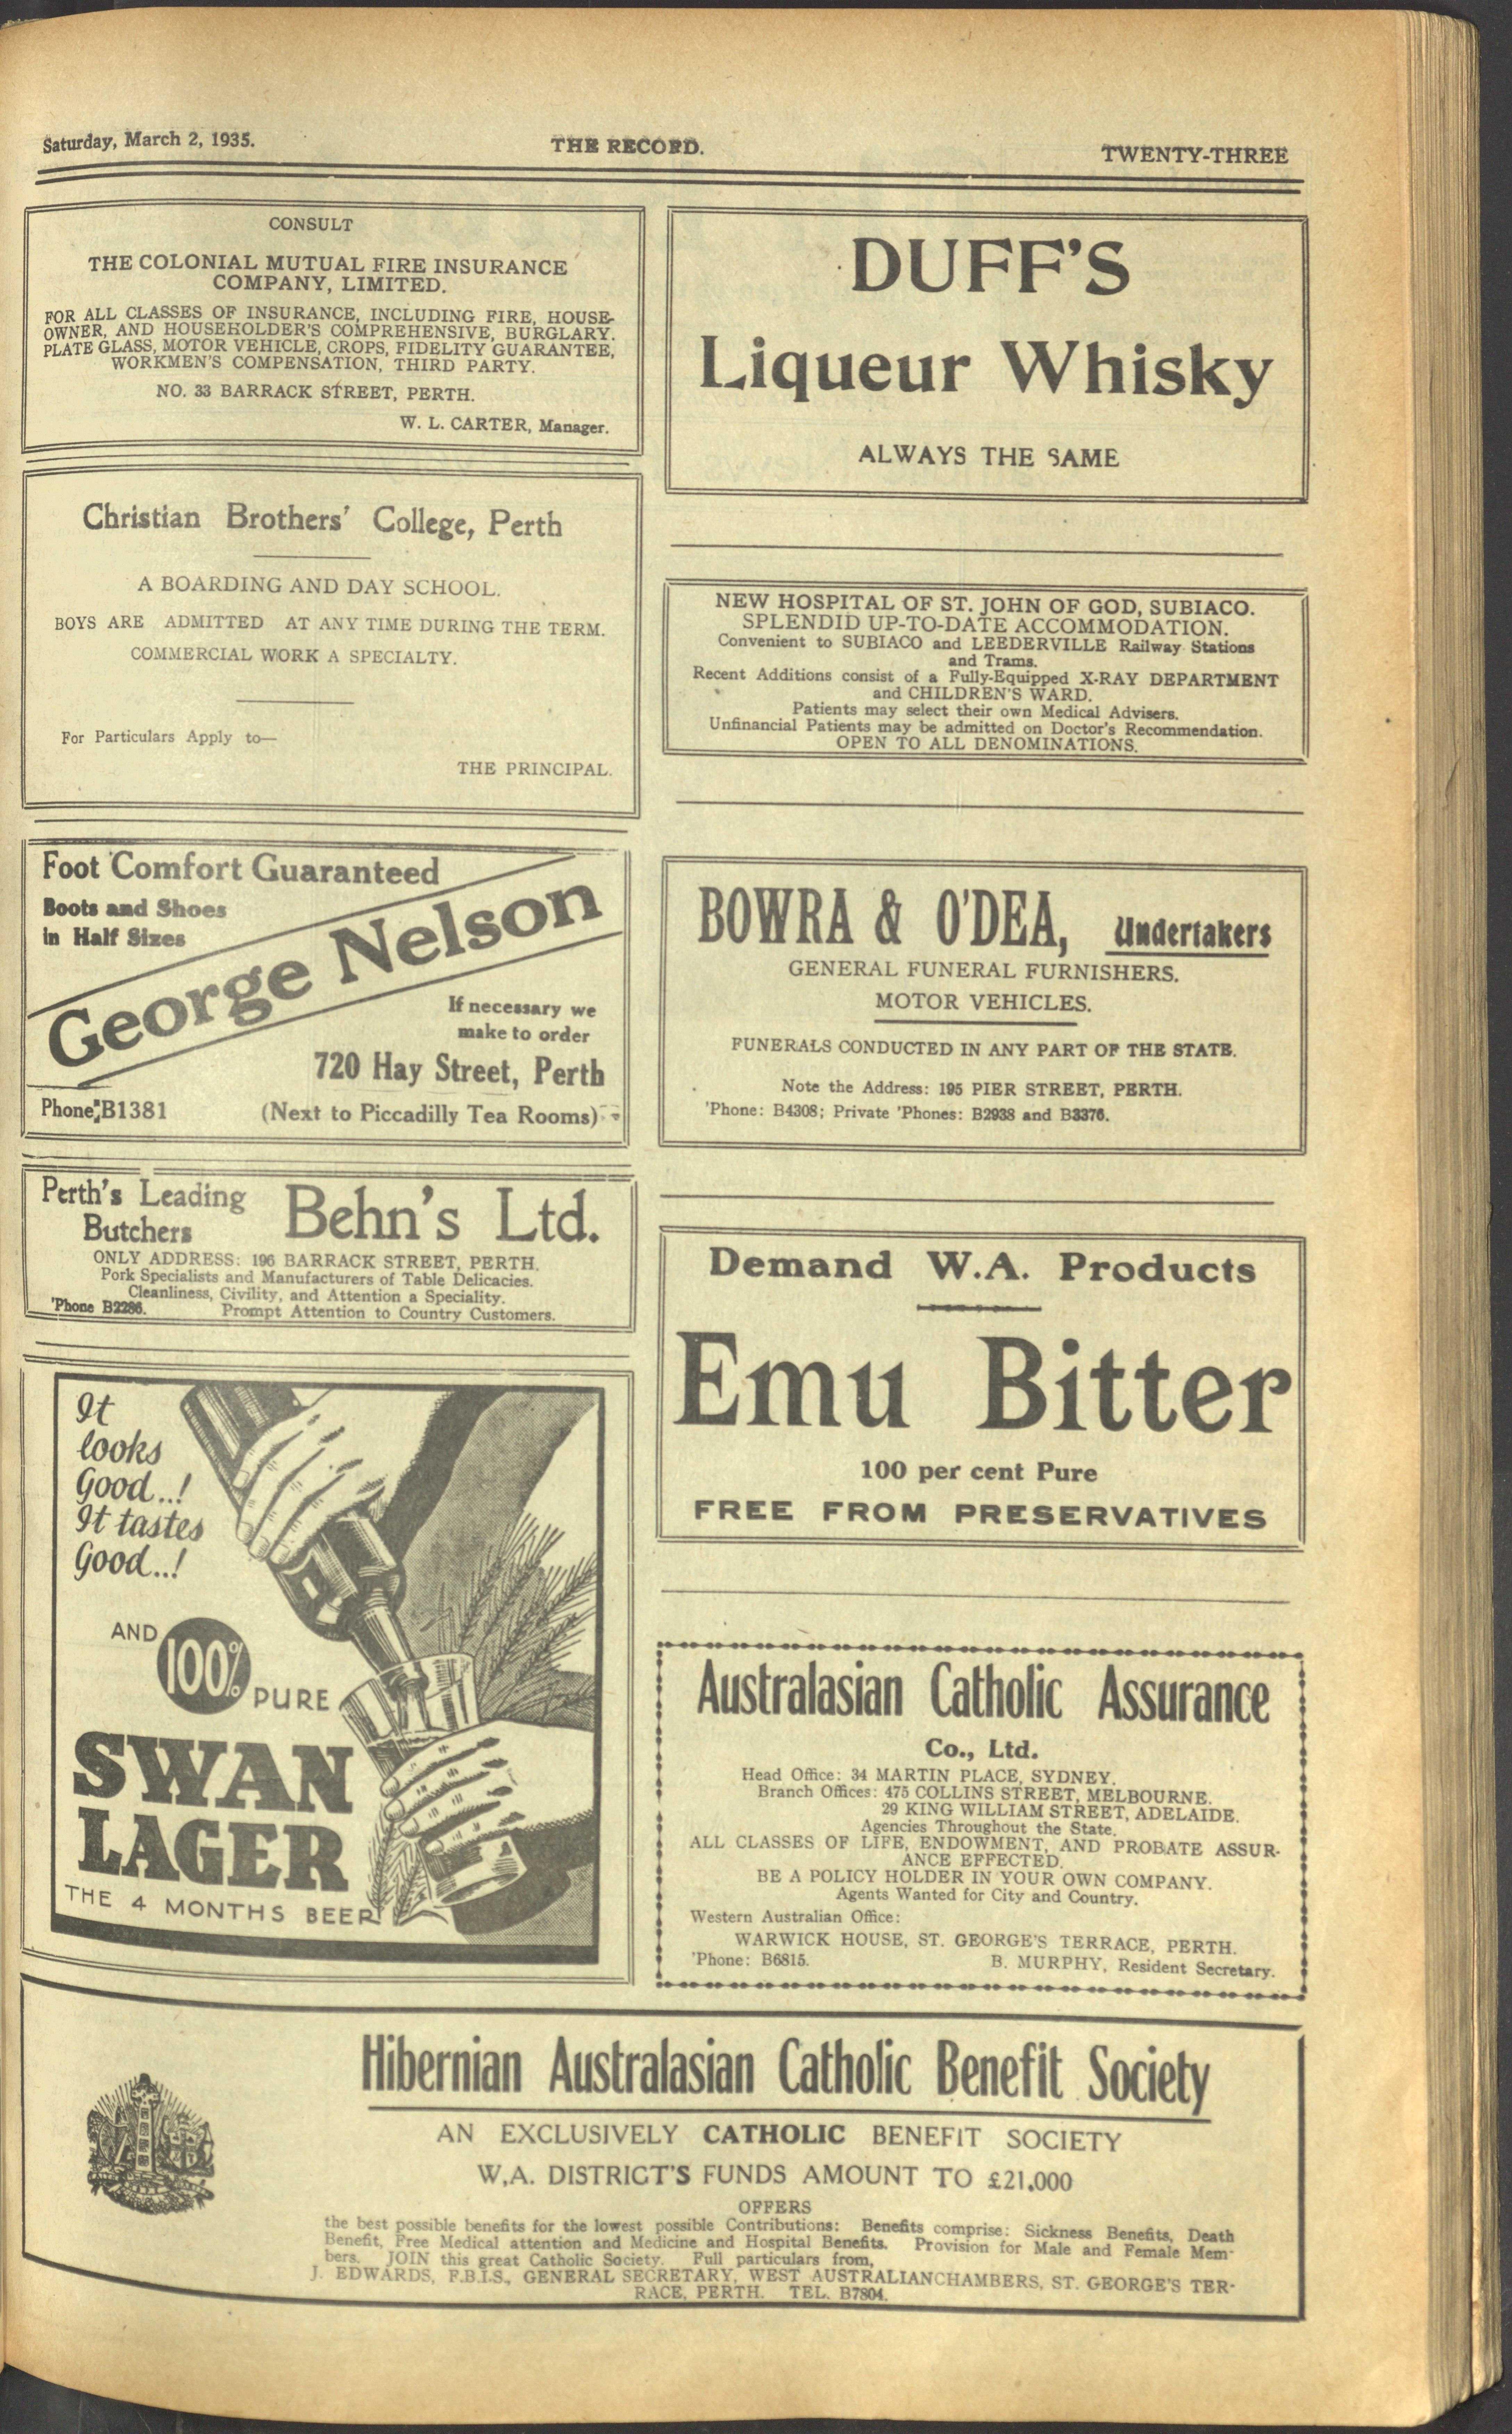 Saturday, March 2, 1935.
THE RECORD.
TWENTY-THREE
CONSULT
THE COLONIAL MUTUAL FIRE INSURANCE
COMPANY, LIMITED.
FOR ALL CLASSES OF INSURANCE, INCLUDING FIRE, HOUSE-
OWNER, AND HOUSEHOLDER'S COMPREHENSIVE, BURGLARY.
PLATE GLASS, MOTOR VEHICLE, CROPS, FIDELITY GUARANTEE,
WORKMEN'S COMPENSATION, THIRD PARTY.
NO. 33 BARRACK STREET, PERTH.
W. L. CARTER, Manager.
Christian Brothers' College, Perth
A BOARDING AND DAY SCHOOL.
BOYS ARE ADMITTED AT ANY TIME DURING THE TERM.
COMMERCIAL WORK A SPECIALTY.
For Particulars Apply to—
THE PRINCIPAL.
Foot Comfort Guaranteed
Boots and Shoes
in Half Sizes
George Nelson
If necessary we
make to order
720 Hay Street, Perth
Phone, B1381
(Next to Piccadilly Tea Rooms)
Perth's Leading
Butchers
Behn's Ltd.
ONLY ADDRESS: 196 BARRACK STREET, PERTH.
Pork Specialists and Manufacturers of Table Delicacies.
Cleanliness, Civility, and Attention a Speciality.
'Phone B2286. Prompt Attention to Country Customers.
It
looks
Good..!
It tastes
Good..!
AND
100%
PURE
SWAN
LAGER
THE 4 MONTHS BEER
DUFF'S
Liqueur Whisky
ALWAYS THE SAME
NEW HOSPITAL OF ST. JOHN OF GOD, SUBIACO.
SPLENDID UP-TO-DATE ACCOMMODATION.
Convenient to SUBIACO and LEEDERVILLE Railway Stations
and Trams.
Recent Additions consist of a Fully-Equipped X-RAY DEPARTMENT
and CHILDREN'S WARD.
Patients may select their own Medical Advisers.
Unfinancial Patients may be admitted on Doctor's Recommendation.
OPEN TO ALL DENOMINATIONS.
BOWRA & O'DEA, Undertakers
GENERAL FUNERAL FURNISHERS.
MOTOR VEHICLES.
FUNERALS CONDUCTED IN ANY PART OF THE STATE.
Note the Address: 195 PIER STREET, PERTH.
'Phone: B4308; Private 'Phones: B2938 and B3376.
Demand W.A. Products
Emu Bitter
100 per cent Pure
FREE FROM PRESERVATIVES
Australasian Catholic Assurance
Co., Ltd.
Head Office: 34 MARTIN PLACE, SYDNEY.
Branch Offices: 475 COLLINS STREET, MELBOURNE.
29 KING WILLIAM STREET, ADELAIDE.
Agencies Throughout the State.
ALL CLASSES OF LIFE, ENDOWMENT, AND PROBATE ASSUR-
ANCE EFFECTED.
BE A POLICY HOLDER IN YOUR OWN COMPANY.
Agents Wanted for City and Country.
Western Australian Office:
WARWICK HOUSE, ST. GEORGE'S TERRACE, PERTH.
'Phone: B6815. B. MURPHY, Resident Secretary.
Hibernian Australasian Catholic Benefit Society
AN EXCLUSIVELY CATHOLIC BENEFIT SOCIETY
W.A. DISTRICT'S FUNDS AMOUNT TO £21,000
OFFERS
the best possible benefits for the lowest possible Contributions: Benefits comprise: Sickness Benefits, Death
Benefit, Free Medical attention and Medicine and Hospital Benefits. Provision for Male and Female Mem-
bers. JOIN this great Catholic Society. Full particulars from,
J. EDWARDS, F.B.I.S., GENERAL SECRETARY, WEST AUSTRALIANCHAMBERS, ST. GEORGE'S TER-
RACE, PERTH. TEL. B7804.